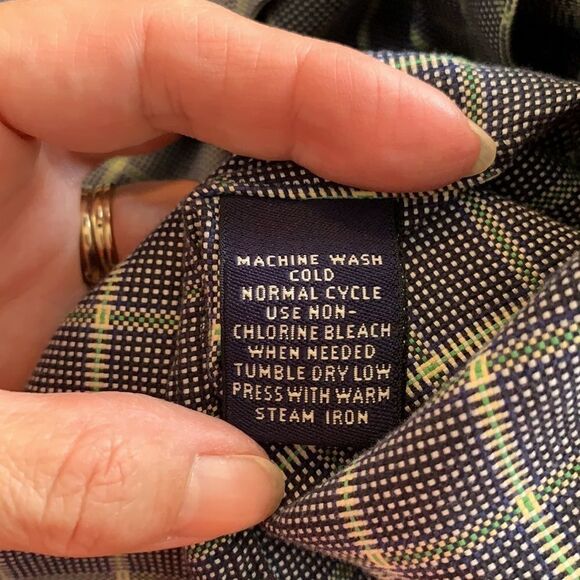 MACHINE WASH
COLD
NORMAL CYCLE
USE NON-
CHLORINE BLEACH
WHEN NEEDED
TUMBLE DRY LOW
PRESS WITH WARM
STEAM IRON